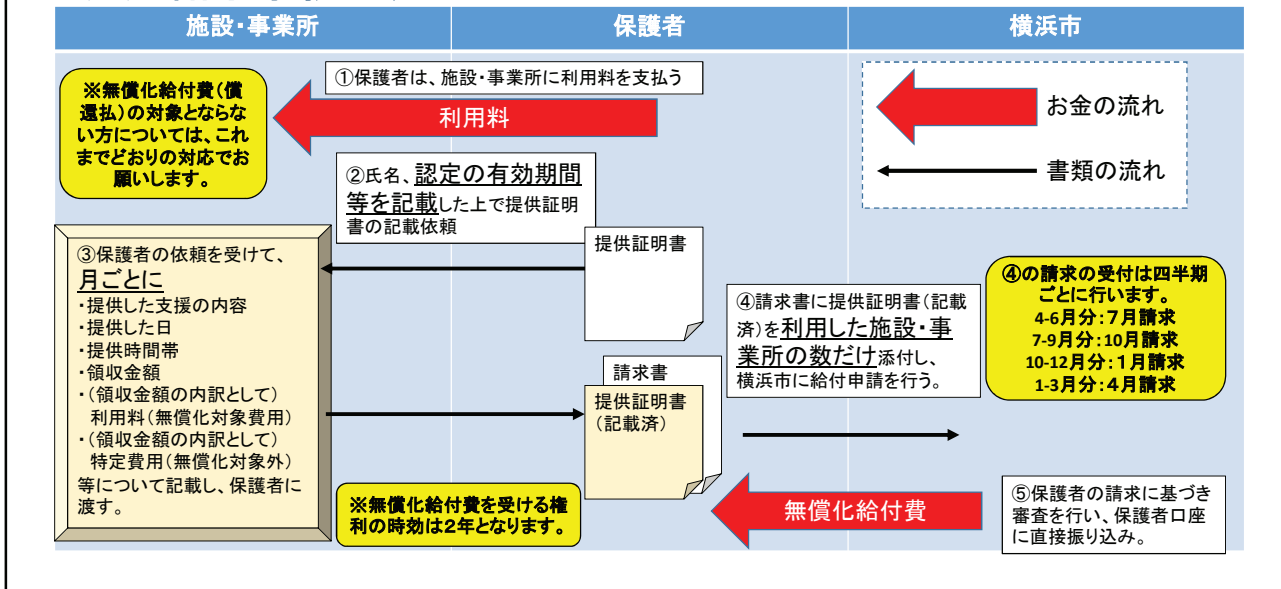 施設・事業所
保護者
横浜市
※無償化給付費(償
還払)の対象とならな
い方については、これ
までどおりの対応でお
願いします。
①保護者は、施設・事業所に利用料を支払う
利用料
お金の流れ
書類の流れ
②氏名、認定の有効期間
等を記載した上で提供証明
書の記載依頼
提供証明書
③保護者の依頼を受けて、
月ごとに
・提供した支援の内容
・提供した日
・提供時間帯
・領収金額
・(領収金額の内訳として)
利用料(無償化対象費用)
・(領収金額の内訳として)
特定費用(無償化対象外)
等について記載し、保護者に
渡す。
請求書
提供証明書
(記載済)
④請求書に提供証明書(記載
済)を利用した施設・事
業所の数だけ添付し、
横浜市に給付申請を行う。
④の請求の受付は四半期
ごとに行います。
4-6月分:7月請求
7-9月分:10月請求
10-12月分:1月請求
1-3月分:4月請求
※無償化給付費を受ける権
利の時効は2年となります。
無償化給付費
⑤保護者の請求に基づき
審査を行い、保護者口座
に直接振り込み。